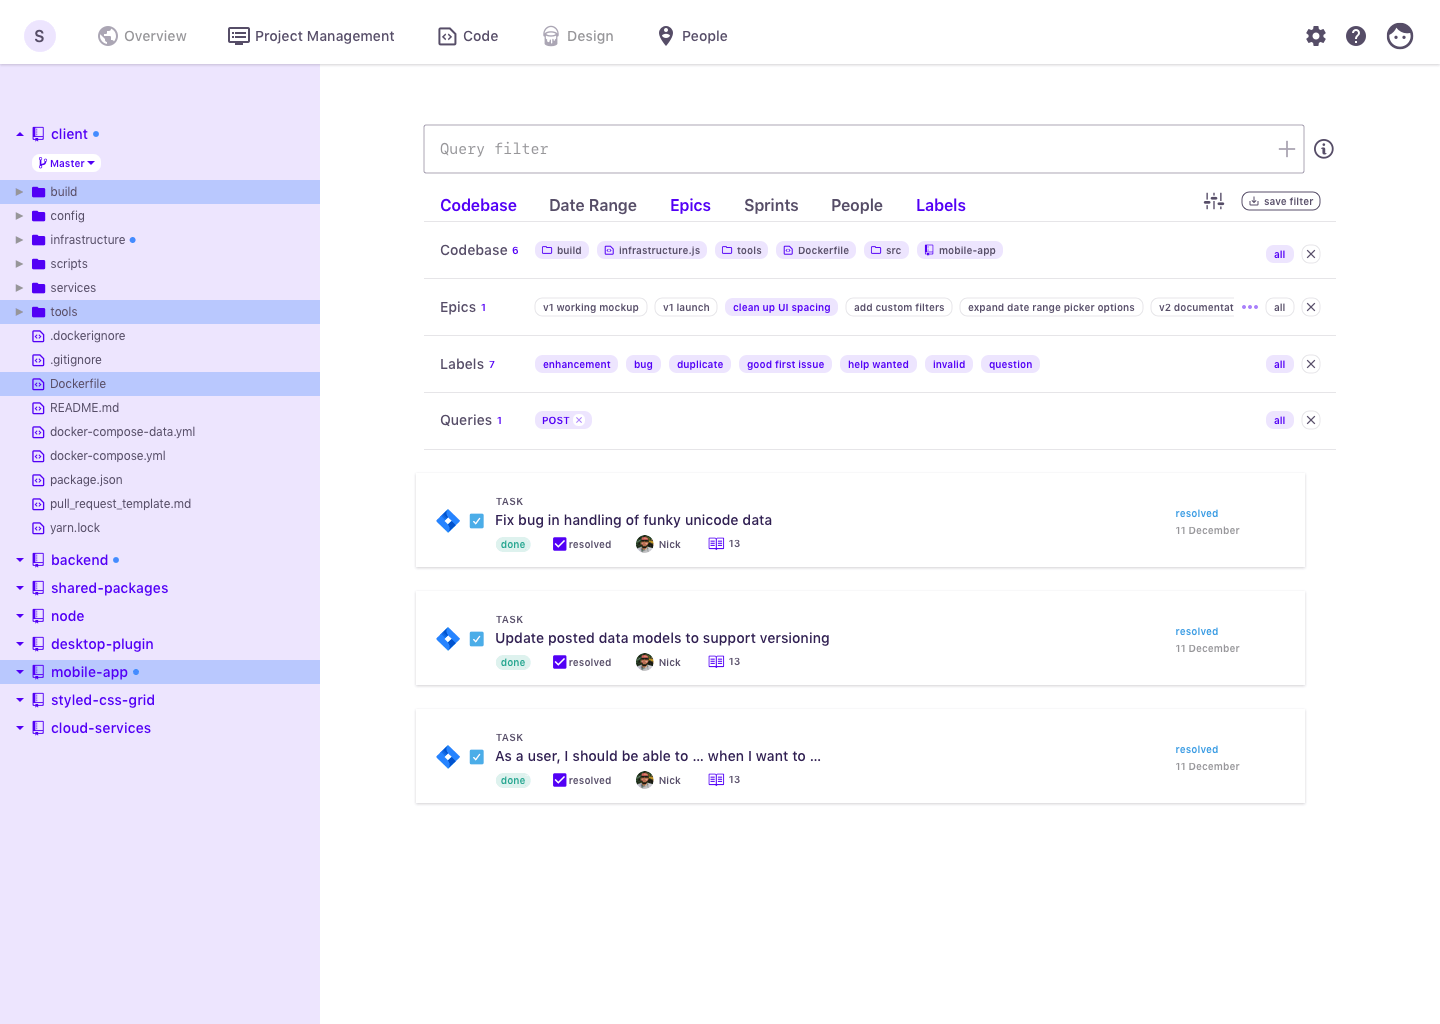 S Overview Project Management Code Design People
client
Master
build
config
infrastructure
scripts
services
tools
.dockerignore
.gitignore
Dockerfile
README.md
docker-compose-data.yml
docker-compose.yml
package.json
pull_request_template.md
yarn.lock
backend
shared-packages
node
desktop-plugin
mobile-app
styled-css-grid
cloud-services
Query filter
Codebase Date Range Epics Sprints People Labels save filter
Codebase 6 build infrastructure.js tools Dockerfile src mobile-app all
Epics 1 v1 working mockup v1 launch clean up UI spacing add custom filters expand date range picker options v2 documentat all
Labels 7 enhancement bug duplicate good first issue help wanted invalid question all
Queries 1 POST × all
TASK
Fix bug in handling of funky unicode data
done resolved Nick 13
resolved
11 December
TASK
Update posted data models to support versioning
done resolved Nick 13
resolved
11 December
TASK
As a user, I should be able to ... when I want to ...
done resolved Nick 13
resolved
11 December